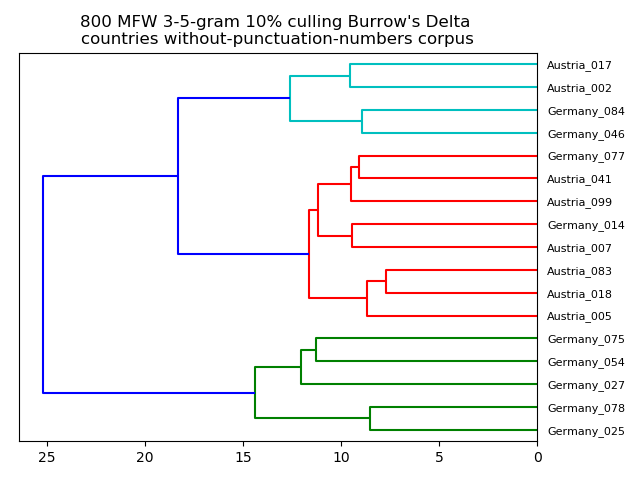 800 MFW 3-5-gram 10% culling Burrow's Delta
countries without-punctuation-numbers corpus
Austria_017
Austria_002
Germany_084
Germany_046
Germany_077
Austria_041
Austria_099
Germany_014
Austria_007
Austria_083
Austria_018
Austria_005
Germany_075
Germany_054
Germany_027
Germany_078
Germany_025
25 20 15 10 5 0